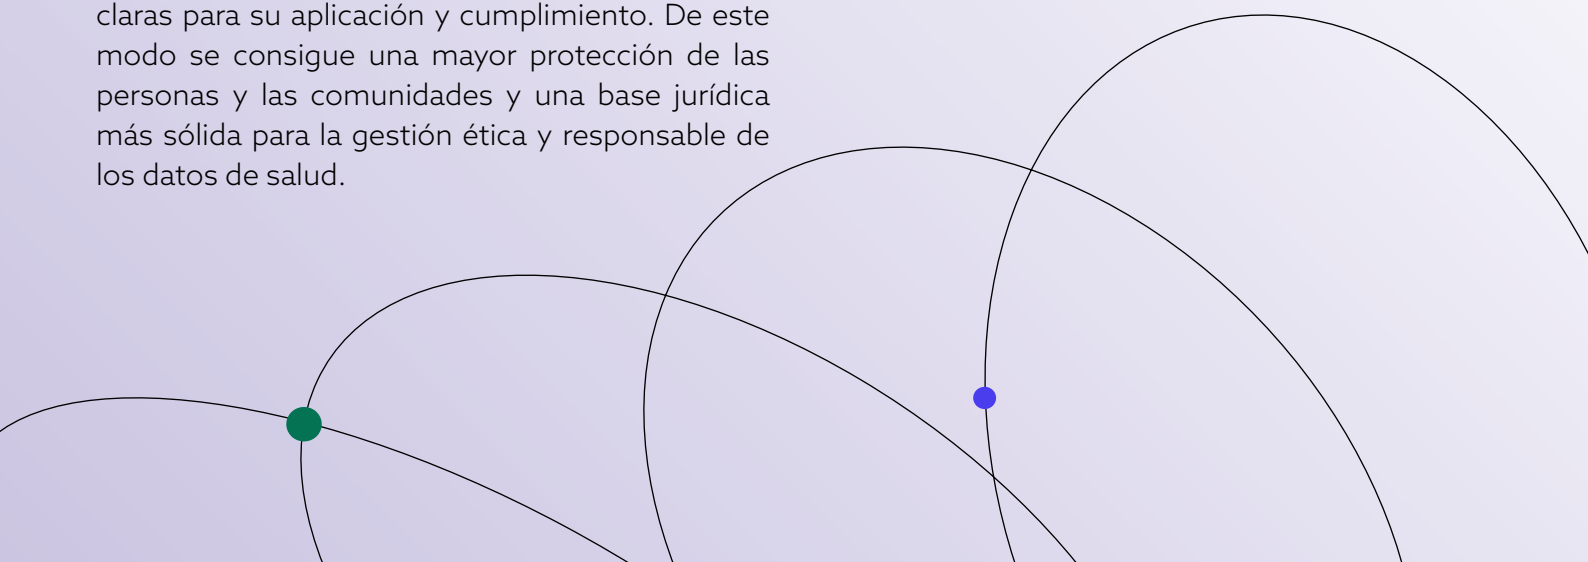 claras para su aplicación y cumplimiento. De este
modo se consigue una mayor protección de las
personas y las comunidades y una base jurídica
más sólida para la gestión ética y responsable de
los datos de salud.